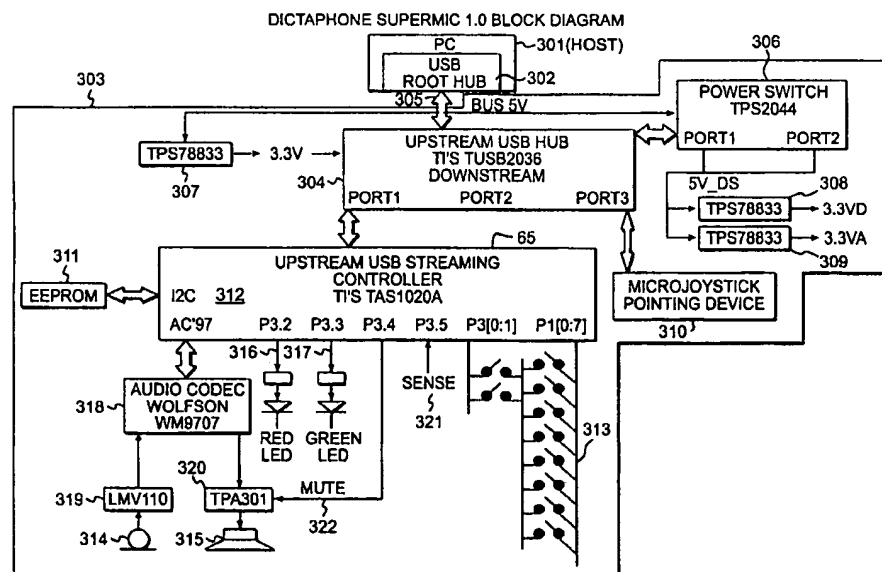 DICTAPHONE SUPERMIC 1.0 BLOCK DIAGRAM
PC
301(HOST)
USB
ROOT HUB
302
303
305
BUS 5V
306
POWER SWITCH
TPS2044
PORT1 PORT2
TPS78833
307
3.3V
304
UPSTREAM USB HUB
TI'S TUSB2036
DOWNSTREAM
PORT1 PORT2 PORT3
5V_DS
308
TPS78833
3.3VD
TPS78833
3.3VA
309
65
311
EEPROM
UPSTREAM USB STREAMING
CONTROLLER
TI'S TAS1020A
I2C
312
AC'97 P3.2 P3.3 P3.4 P3.5 P3[0:1] P1[0:7]
MICROJOYSTICK
POINTING DEVICE
310
316
317
SENSE
321
318
AUDIO CODEC
WOLFSON
WM9707
RED
LED
GREEN
LED
313
319
LMV110
320
TPA301
MUTE
322
314
315